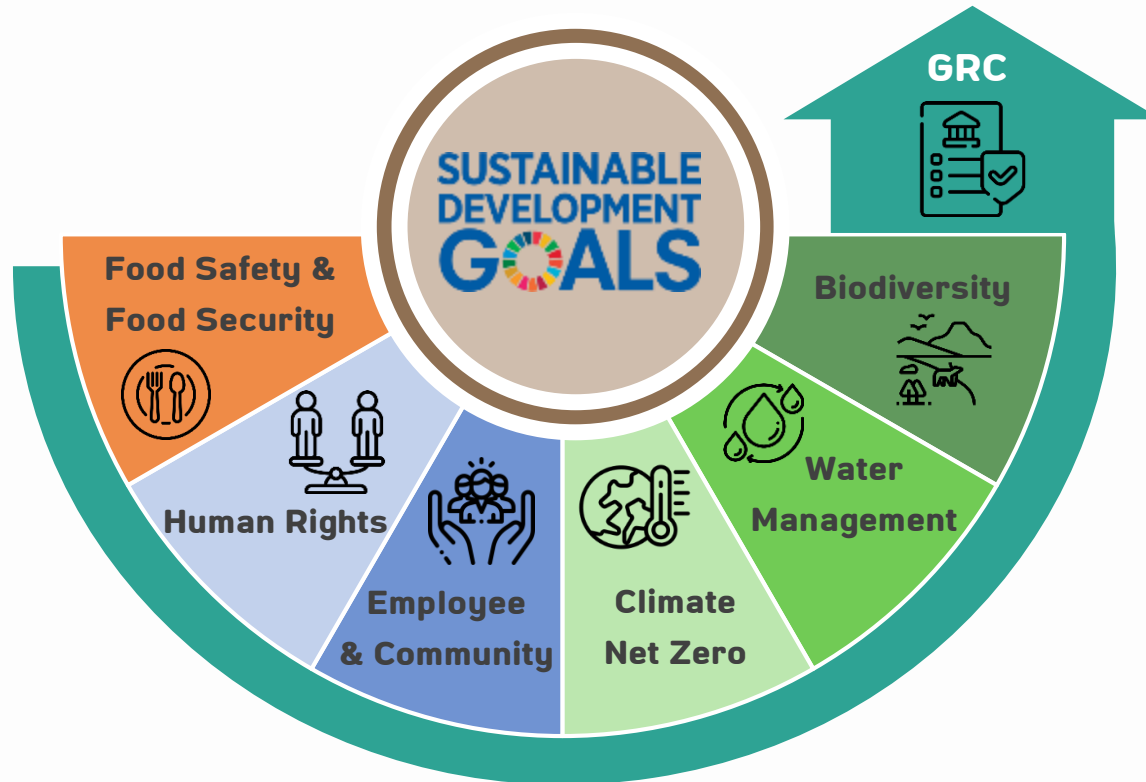 SUSTAINABLE
DEVELOPMENT
GOALS
GRC
Food Safety &
Food Security
Human Rights
Employee
& Community
Climate
Net Zero
Water
Management
Biodiversity